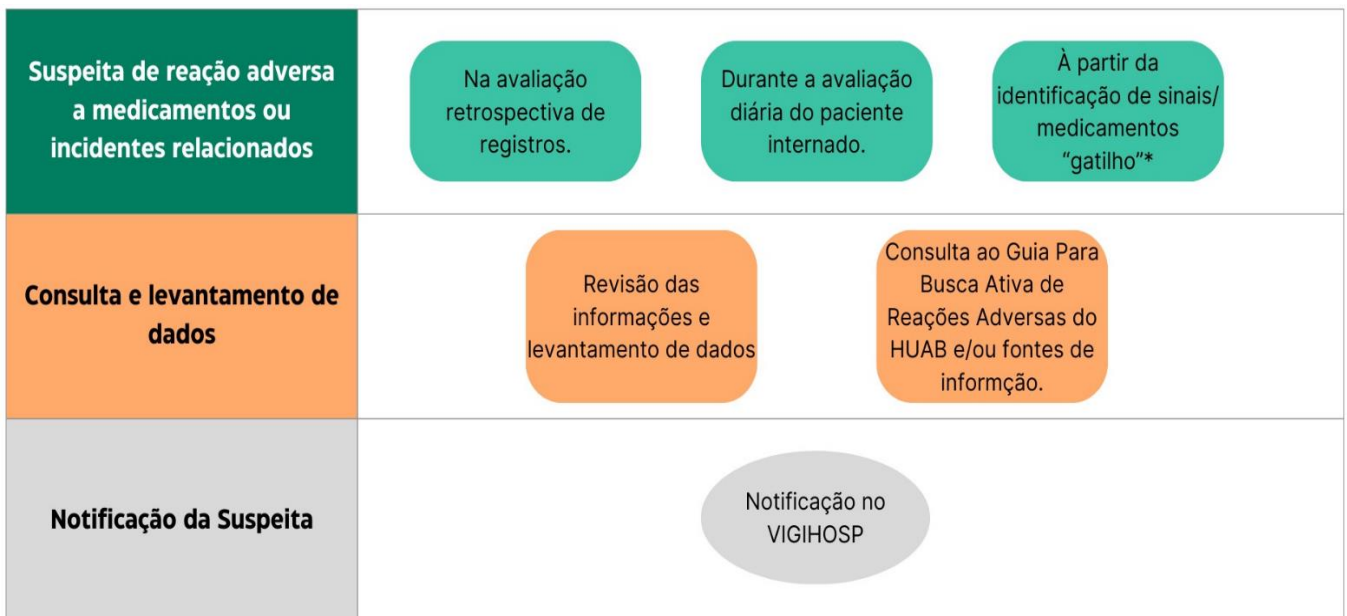 Suspeita de reação adversa
a medicamentos ou
incidentes relacionados
Na avaliação
retrospectiva de
registros.
Durante a avaliação
diária do paciente
internado.
À partir da
identificação de sinais/
medicamentos
“gatilho”*
Consulta e levantamento de
dados
Revisão das
informações e
levantamento de dados
Consulta ao Guia Para
Busca Ativa de
Reações Adversas do
HUAB e/ou fontes de
informção.
Notificação da Suspeita
Notificação no
VIGIHOSP